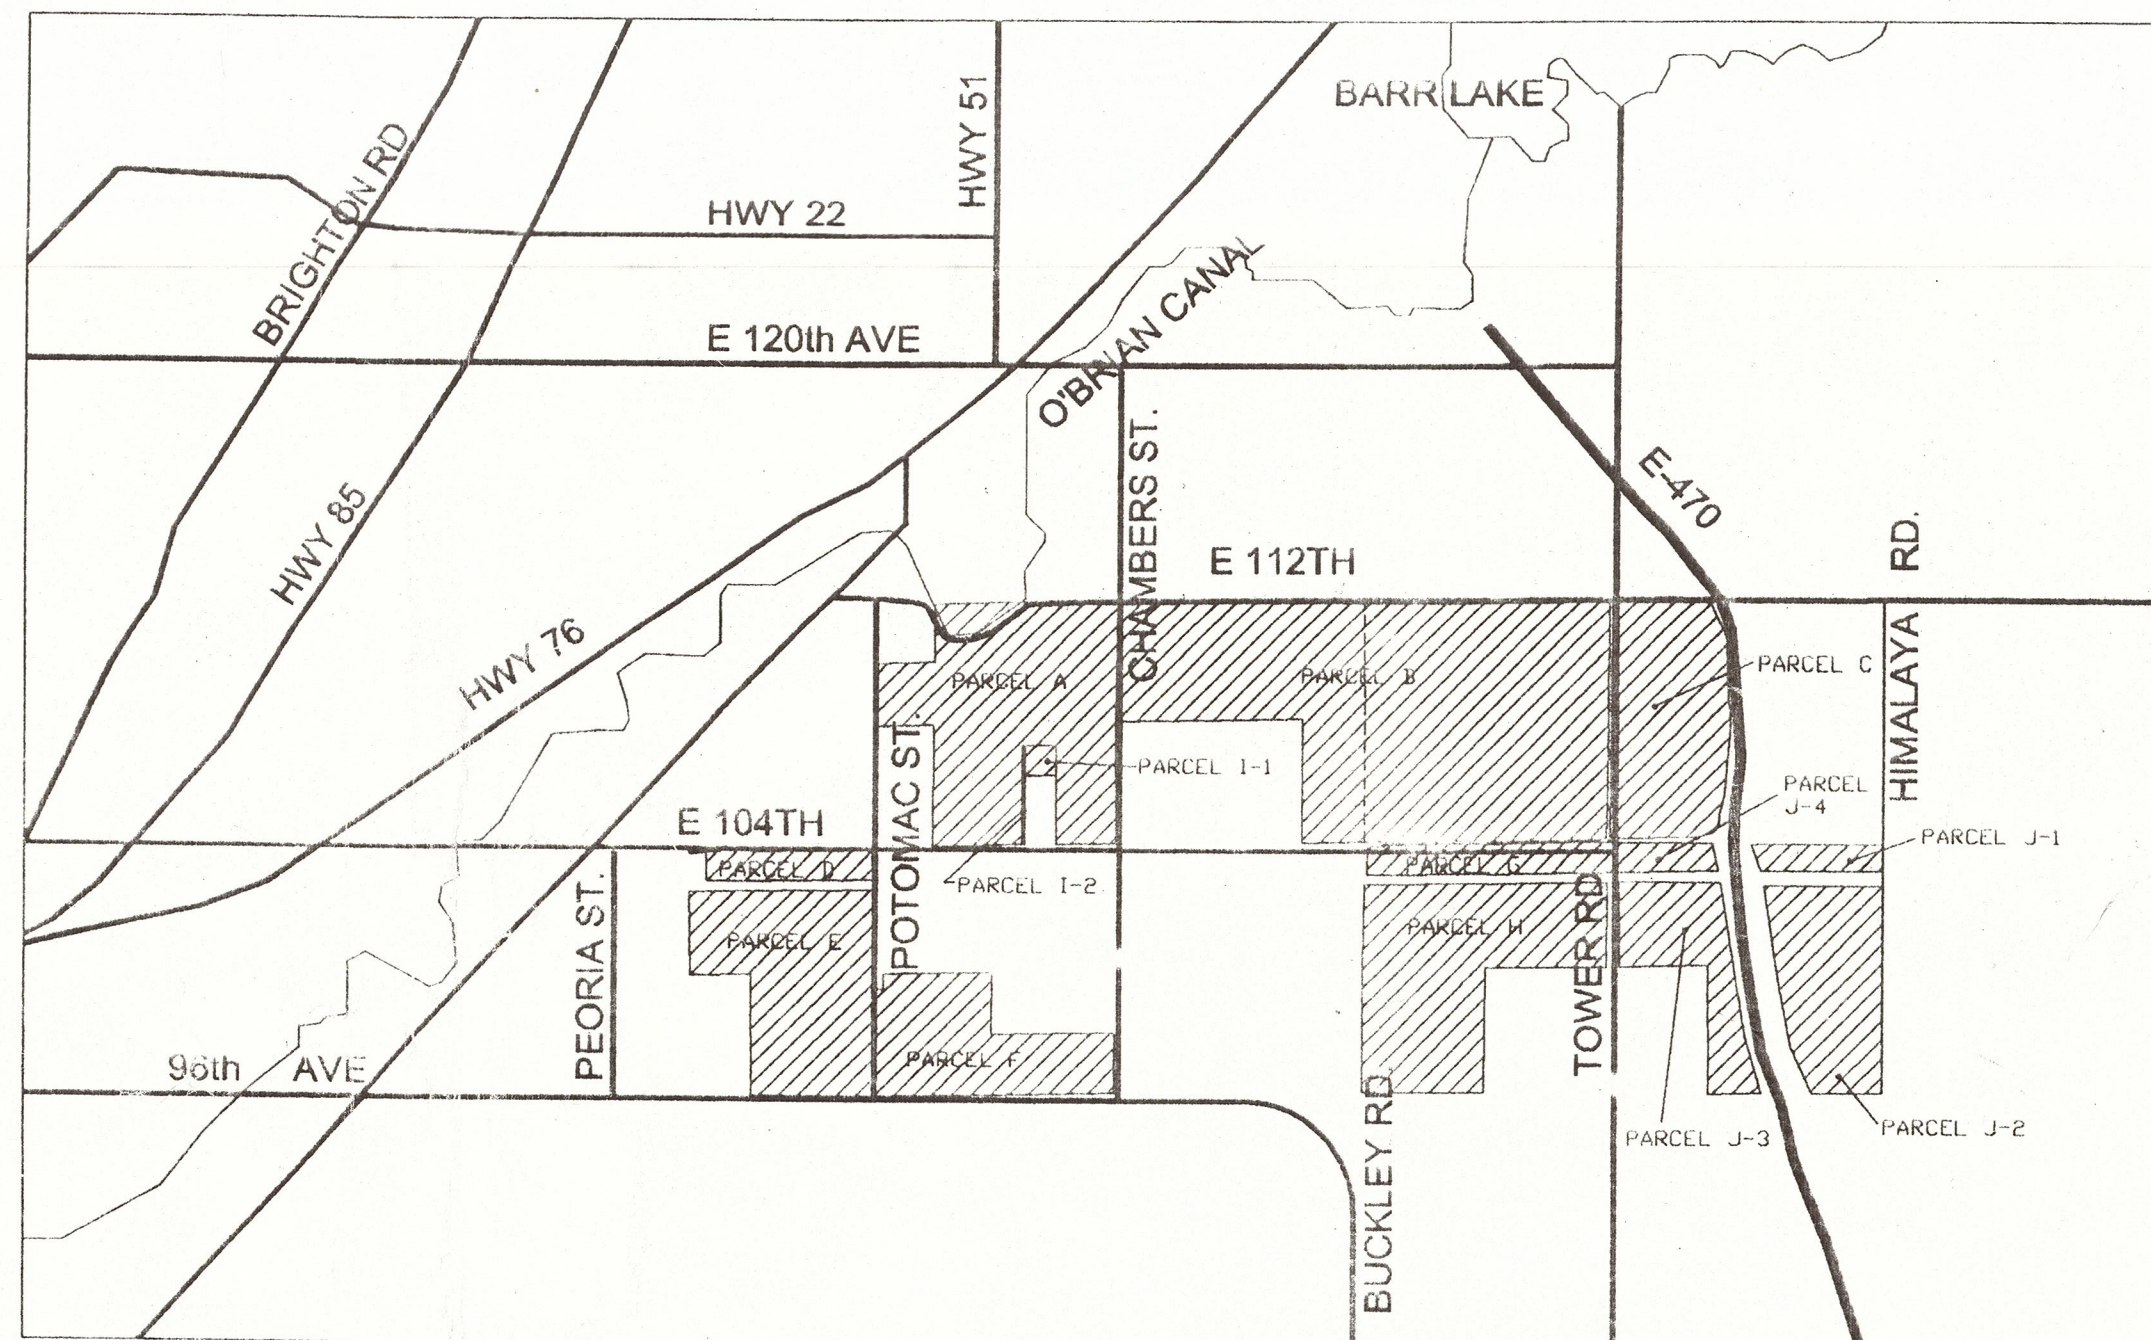 BARR LAKE
HWY 51
BRIGHTON RD
HWY 22
O'BRIAN CANAL
E 120th AVE
CHAMBERS ST.
E-470
HWY 85
E 112TH
HIMALAYA RD.
HWY 76
PARCEL C
PARCEL A
PARCEL B
POTOMAC ST.
PARCEL I-1
PARCEL
J-4
E 104TH
PARCEL J-1
PARCEL D
PARCEL G
PARCEL I-2
PEORIA ST.
TOWER RD
PARCEL E
PARCEL H
96th AVE
PARCEL F
BUCKLEY RD
PARCEL J-3
PARCEL J-2